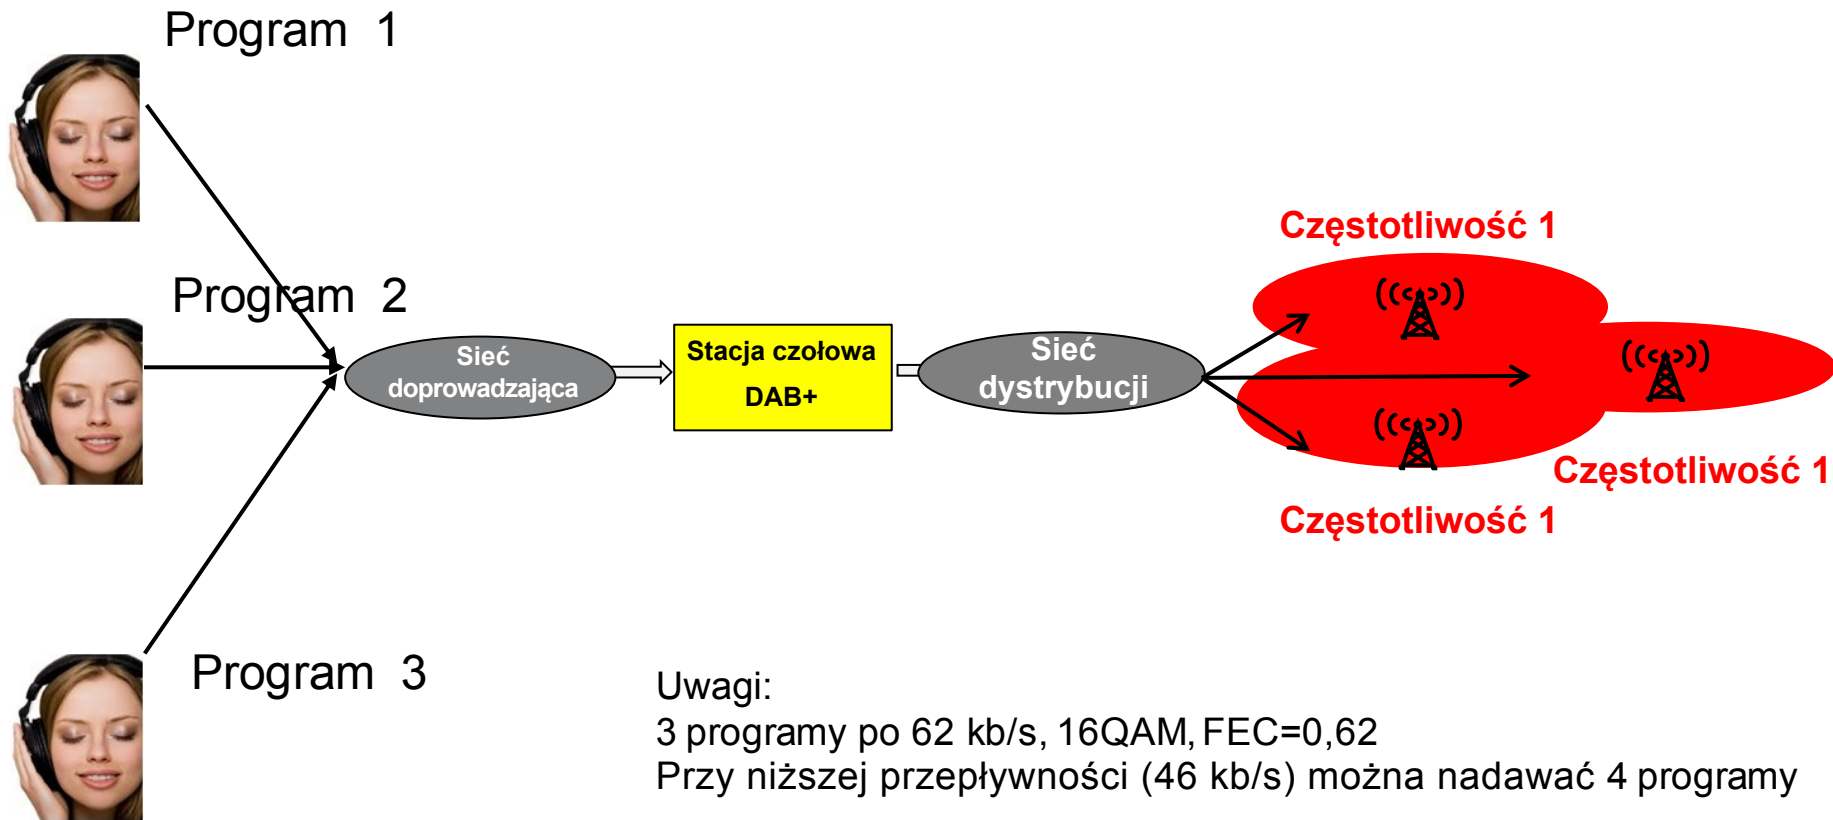 Program 1
Częstotliwość 1
Program 2
Sieć
doprowadzająca
Stacja czołowa
DAB+
Sieć
dystrybucji
Częstotliwość 1
Częstotliwość 1
Program 3
Uwagi:
3 programy po 62 kb/s, 16QAM, FEC=0,62
Przy niższej przepływności (46 kb/s) można nadawać 4 programy